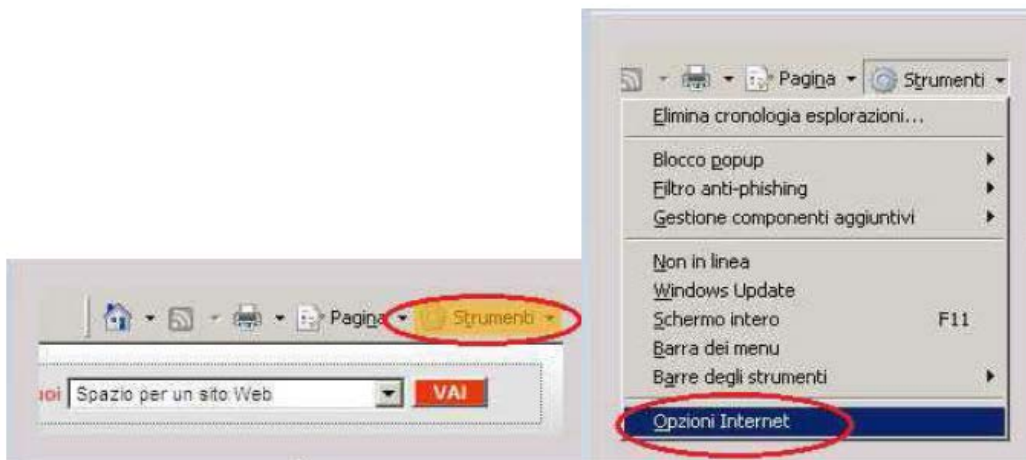 Pagina Strumenti
oi Spazio per un sito Web VAI
Pagina Strumenti
Elimina cronologia esplorazioni...
Blocco popup
Filtro anti-phishing
Gestione componenti aggiuntivi
Non in linea
Windows Update
Schermo intero F11
Barra dei menu
Barre degli strumenti
Opzioni Internet